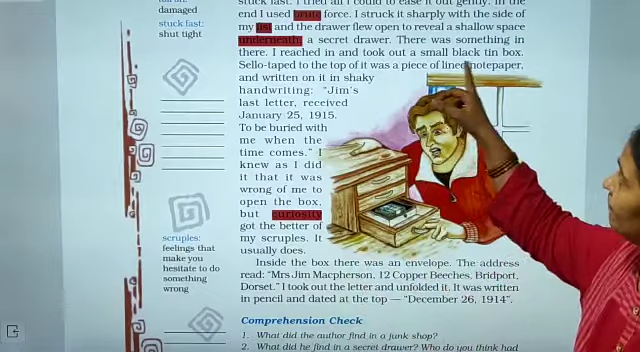 damaged
stuck fast:
shut tight
scruples:
feelings that
make you
hesitate to do
something
wrong
stuck fast. I tried all I could to ease it out gently. In the
end I used brute force. I struck it sharply with the side of
my fist and the drawer flew open to reveal a shallow space
underneath a secret drawer. There was something in
there. I reached in and took out a small black tin box.
Sello-taped to the top of it was a piece of lined notepaper,
and written on it in shaky
handwriting: “Jim's
last letter, received
January 25, 1915.
To be buried with
me when the
time comes.” I
knew as I did
it that it was
wrong of me to
open the box,
but curiosity
got the better of
my scruples. It
usually does.
Inside the box there was an envelope. The address
read: “Mrs Jim Macpherson, 12 Copper Beeches, Bridport,
Dorset.” I took out the letter and unfolded it. It was written
in pencil and dated at the top — “December 26, 1914”.
Comprehension Check
1. What did the author find in a junk shop?
2. What did he find in a secret drawer? Who do you think had